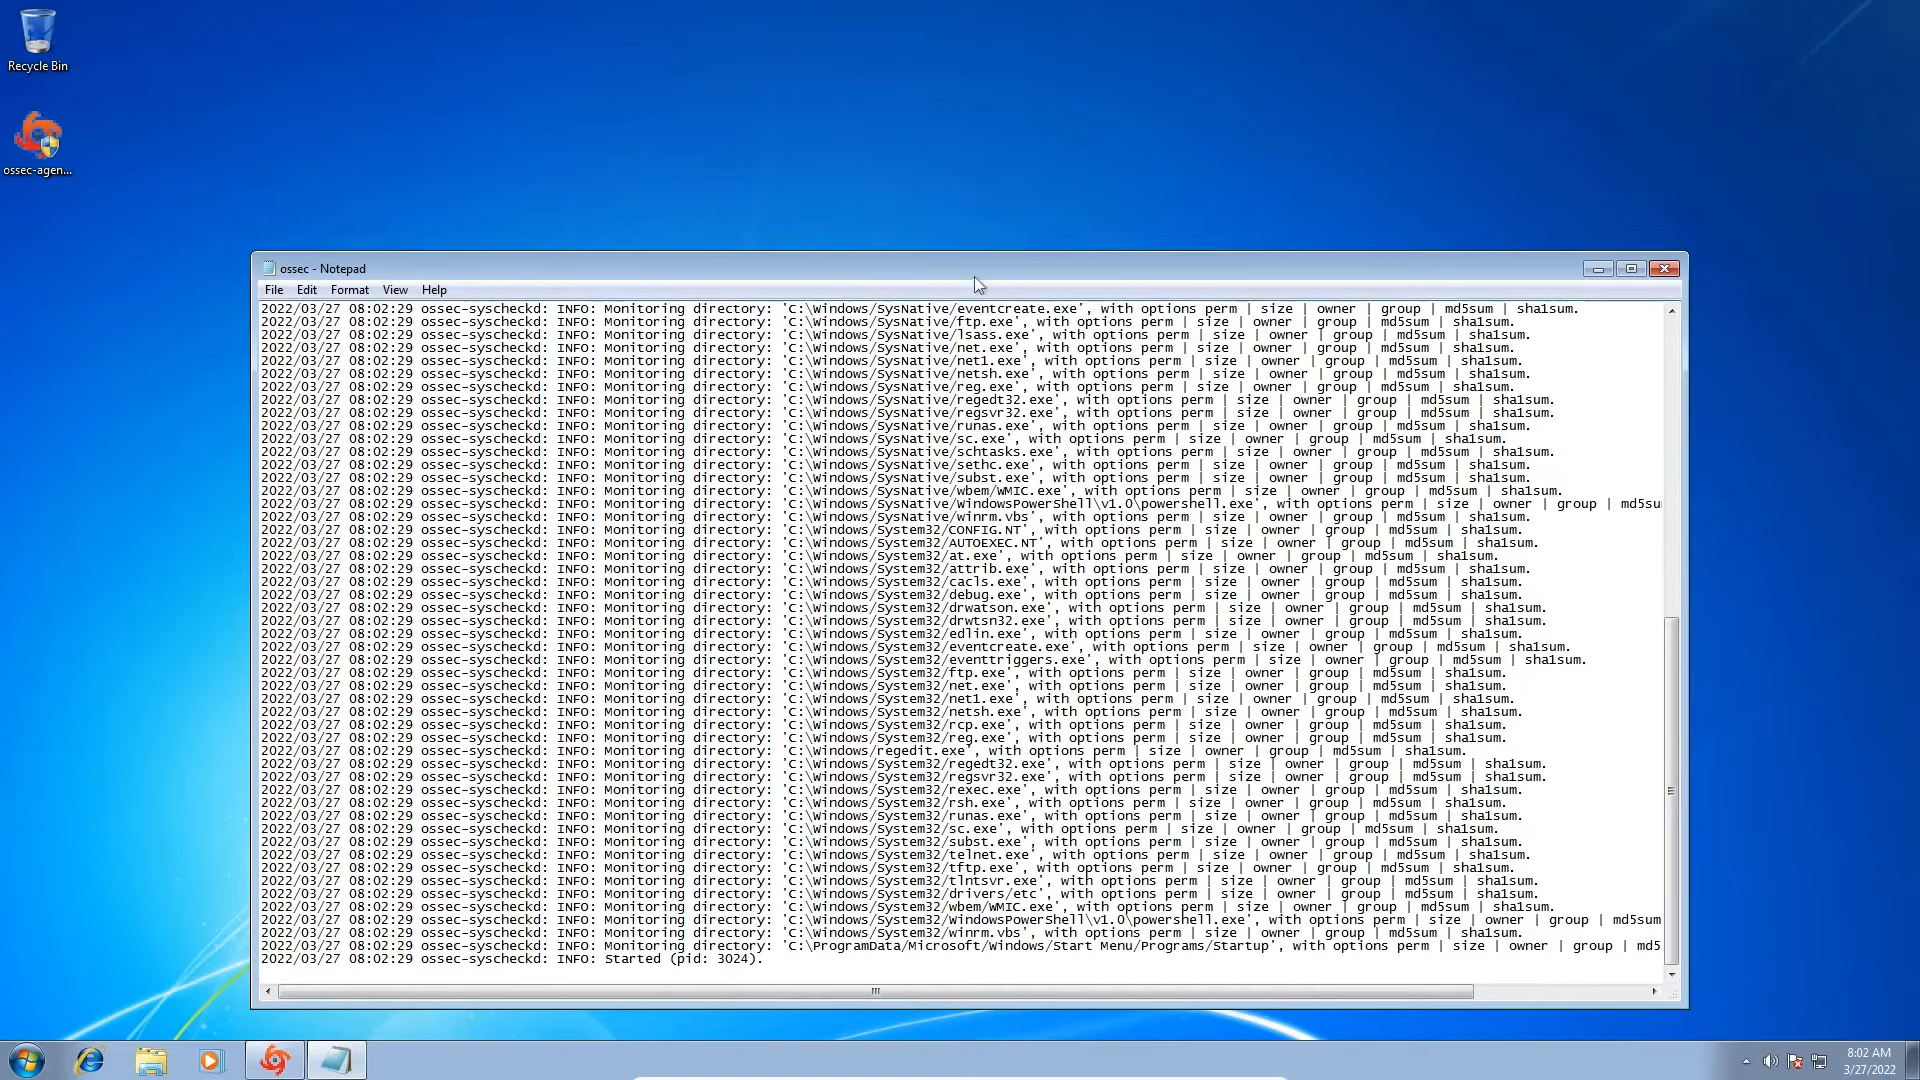 Recycle Bin
ossec-agen...
ossec - Notepad
File Edit Format View Help
2022/03/27 08:02:29 ossec-syscheckd: INFO: Monitoring directory: 'C:\Windows/SysNative/eventcreate.exe', with options perm | size | owner | group | md5sum | sha1sum.
2022/03/27 08:02:29 ossec-syscheckd: INFO: Monitoring directory: 'C:\Windows/SysNative/ftp.exe', with options perm | size | owner | group | md5sum | sha1sum.
2022/03/27 08:02:29 ossec-syscheckd: INFO: Monitoring directory: 'C:\Windows/SysNative/lsass.exe', with options perm | size | owner | group | md5sum | sha1sum.
2022/03/27 08:02:29 ossec-syscheckd: INFO: Monitoring directory: 'C:\Windows/SysNative/net.exe', with options perm | size | owner | group | md5sum | sha1sum.
2022/03/27 08:02:29 ossec-syscheckd: INFO: Monitoring directory: 'C:\Windows/SysNative/net1.exe', with options perm | size | owner | group | md5sum | sha1sum.
2022/03/27 08:02:29 ossec-syscheckd: INFO: Monitoring directory: 'C:\Windows/SysNative/netsh.exe', with options perm | size | owner | group | md5sum | sha1sum.
2022/03/27 08:02:29 ossec-syscheckd: INFO: Monitoring directory: 'C:\Windows/SysNative/reg.exe', with options perm | size | owner | group | md5sum | sha1sum.
2022/03/27 08:02:29 ossec-syscheckd: INFO: Monitoring directory: 'C:\Windows/SysNative/regedt32.exe', with options perm | size | owner | group | md5sum | sha1sum.
2022/03/27 08:02:29 ossec-syscheckd: INFO: Monitoring directory: 'C:\Windows/SysNative/regsvr32.exe', with options perm | size | owner | group | md5sum | sha1sum.
2022/03/27 08:02:29 ossec-syscheckd: INFO: Monitoring directory: 'C:\Windows/SysNative/runas.exe', with options perm | size | owner | group | md5sum | sha1sum.
2022/03/27 08:02:29 ossec-syscheckd: INFO: Monitoring directory: 'C:\Windows/SysNative/sc.exe', with options perm | size | owner | group | md5sum | sha1sum.
2022/03/27 08:02:29 ossec-syscheckd: INFO: Monitoring directory: 'C:\Windows/SysNative/schtasks.exe', with options perm | size | owner | group | md5sum | sha1sum.
2022/03/27 08:02:29 ossec-syscheckd: INFO: Monitoring directory: 'C:\Windows/SysNative/sethc.exe', with options perm | size | owner | group | md5sum | sha1sum.
2022/03/27 08:02:29 ossec-syscheckd: INFO: Monitoring directory: 'C:\Windows/SysNative/subst.exe', with options perm | size | owner | group | md5sum | sha1sum.
2022/03/27 08:02:29 ossec-syscheckd: INFO: Monitoring directory: 'C:\Windows/SysNative/wbem/WMIC.exe', with options perm | size | owner | group | md5sum | sha1sum.
2022/03/27 08:02:29 ossec-syscheckd: INFO: Monitoring directory: 'C:\Windows/SysNative/WindowsPowerShell\v1.0\powershell.exe', with options perm | size | owner | group | md5su
2022/03/27 08:02:29 ossec-syscheckd: INFO: Monitoring directory: 'C:\Windows/SysNative/winrm.vbs', with options perm | size | owner | group | md5sum | sha1sum.
2022/03/27 08:02:29 ossec-syscheckd: INFO: Monitoring directory: 'C:\Windows/System32/CONFIG.NT', with options perm | size | owner | group | md5sum | sha1sum.
2022/03/27 08:02:29 ossec-syscheckd: INFO: Monitoring directory: 'C:\Windows/System32/AUTOEXEC.NT', with options perm | size | owner | group | md5sum | sha1sum.
2022/03/27 08:02:29 ossec-syscheckd: INFO: Monitoring directory: 'C:\Windows/System32/at.exe', with options perm | size | owner | group | md5sum | sha1sum.
2022/03/27 08:02:29 ossec-syscheckd: INFO: Monitoring directory: 'C:\Windows/System32/attrib.exe', with options perm | size | owner | group | md5sum | sha1sum.
2022/03/27 08:02:29 ossec-syscheckd: INFO: Monitoring directory: 'C:\Windows/System32/cacls.exe', with options perm | size | owner | group | md5sum | sha1sum.
2022/03/27 08:02:29 ossec-syscheckd: INFO: Monitoring directory: 'C:\Windows/System32/debug.exe', with options perm | size | owner | group | md5sum | sha1sum.
2022/03/27 08:02:29 ossec-syscheckd: INFO: Monitoring directory: 'C:\Windows/System32/drwatson.exe', with options perm | size | owner | group | md5sum | sha1sum.
2022/03/27 08:02:29 ossec-syscheckd: INFO: Monitoring directory: 'C:\Windows/System32/drwtsn32.exe', with options perm | size | owner | group | md5sum | sha1sum.
2022/03/27 08:02:29 ossec-syscheckd: INFO: Monitoring directory: 'C:\Windows/System32/edlin.exe', with options perm | size | owner | group | md5sum | sha1sum.
2022/03/27 08:02:29 ossec-syscheckd: INFO: Monitoring directory: 'C:\Windows/System32/eventcreate.exe', with options perm | size | owner | group | md5sum | sha1sum.
2022/03/27 08:02:29 ossec-syscheckd: INFO: Monitoring directory: 'C:\Windows/System32/eventtriggers.exe', with options perm | size | owner | group | md5sum | sha1sum.
2022/03/27 08:02:29 ossec-syscheckd: INFO: Monitoring directory: 'C:\Windows/System32/ftp.exe', with options perm | size | owner | group | md5sum | sha1sum.
2022/03/27 08:02:29 ossec-syscheckd: INFO: Monitoring directory: 'C:\Windows/System32/net.exe', with options perm | size | owner | group | md5sum | sha1sum.
2022/03/27 08:02:29 ossec-syscheckd: INFO: Monitoring directory: 'C:\Windows/System32/net1.exe', with options perm | size | owner | group | md5sum | sha1sum.
2022/03/27 08:02:29 ossec-syscheckd: INFO: Monitoring directory: 'C:\Windows/System32/netsh.exe', with options perm | size | owner | group | md5sum | sha1sum.
2022/03/27 08:02:29 ossec-syscheckd: INFO: Monitoring directory: 'C:\Windows/System32/rcp.exe', with options perm | size | owner | group | md5sum | sha1sum.
2022/03/27 08:02:29 ossec-syscheckd: INFO: Monitoring directory: 'C:\Windows/System32/reg.exe', with options perm | size | owner | group | md5sum | sha1sum.
2022/03/27 08:02:29 ossec-syscheckd: INFO: Monitoring directory: 'C:\Windows/regedit.exe', with options perm | size | owner | group | md5sum | sha1sum.
2022/03/27 08:02:29 ossec-syscheckd: INFO: Monitoring directory: 'C:\Windows/System32/regedt32.exe', with options perm | size | owner | group | md5sum | sha1sum.
2022/03/27 08:02:29 ossec-syscheckd: INFO: Monitoring directory: 'C:\Windows/System32/regsvr32.exe', with options perm | size | owner | group | md5sum | sha1sum.
2022/03/27 08:02:29 ossec-syscheckd: INFO: Monitoring directory: 'C:\Windows/System32/rexec.exe', with options perm | size | owner | group | md5sum | sha1sum.
2022/03/27 08:02:29 ossec-syscheckd: INFO: Monitoring directory: 'C:\Windows/System32/rsh.exe', with options perm | size | owner | group | md5sum | sha1sum.
2022/03/27 08:02:29 ossec-syscheckd: INFO: Monitoring directory: 'C:\Windows/System32/runas.exe', with options perm | size | owner | group | md5sum | sha1sum.
2022/03/27 08:02:29 ossec-syscheckd: INFO: Monitoring directory: 'C:\Windows/System32/sc.exe', with options perm | size | owner | group | md5sum | sha1sum.
2022/03/27 08:02:29 ossec-syscheckd: INFO: Monitoring directory: 'C:\Windows/System32/subst.exe', with options perm | size | owner | group | md5sum | sha1sum.
2022/03/27 08:02:29 ossec-syscheckd: INFO: Monitoring directory: 'C:\Windows/System32/telnet.exe', with options perm | size | owner | group | md5sum | sha1sum.
2022/03/27 08:02:29 ossec-syscheckd: INFO: Monitoring directory: 'C:\Windows/System32/tftp.exe', with options perm | size | owner | group | md5sum | sha1sum.
2022/03/27 08:02:29 ossec-syscheckd: INFO: Monitoring directory: 'C:\Windows/System32/tlntsvr.exe', with options perm | size | owner | group | md5sum | sha1sum.
2022/03/27 08:02:29 ossec-syscheckd: INFO: Monitoring directory: 'C:\Windows/System32/drivers/etc', with options perm | size | owner | group | md5sum | sha1sum.
2022/03/27 08:02:29 ossec-syscheckd: INFO: Monitoring directory: 'C:\Windows/System32/wbem/WMIC.exe', with options perm | size | owner | group | md5sum | sha1sum.
2022/03/27 08:02:29 ossec-syscheckd: INFO: Monitoring directory: 'C:\Windows/System32/WindowsPowerShell\v1.0\powershell.exe', with options perm | size | owner | group | md5sum
2022/03/27 08:02:29 ossec-syscheckd: INFO: Monitoring directory: 'C:\Windows/System32/winrm.vbs', with options perm | size | owner | group | md5sum | sha1sum.
2022/03/27 08:02:29 ossec-syscheckd: INFO: Monitoring directory: 'C:\ProgramData/Microsoft/Windows/Start Menu/Programs/Startup', with options perm | size | owner | group | md5
2022/03/27 08:02:29 ossec-syscheckd: INFO: Started (pid: 3024).
8:02 AM
3/27/2022